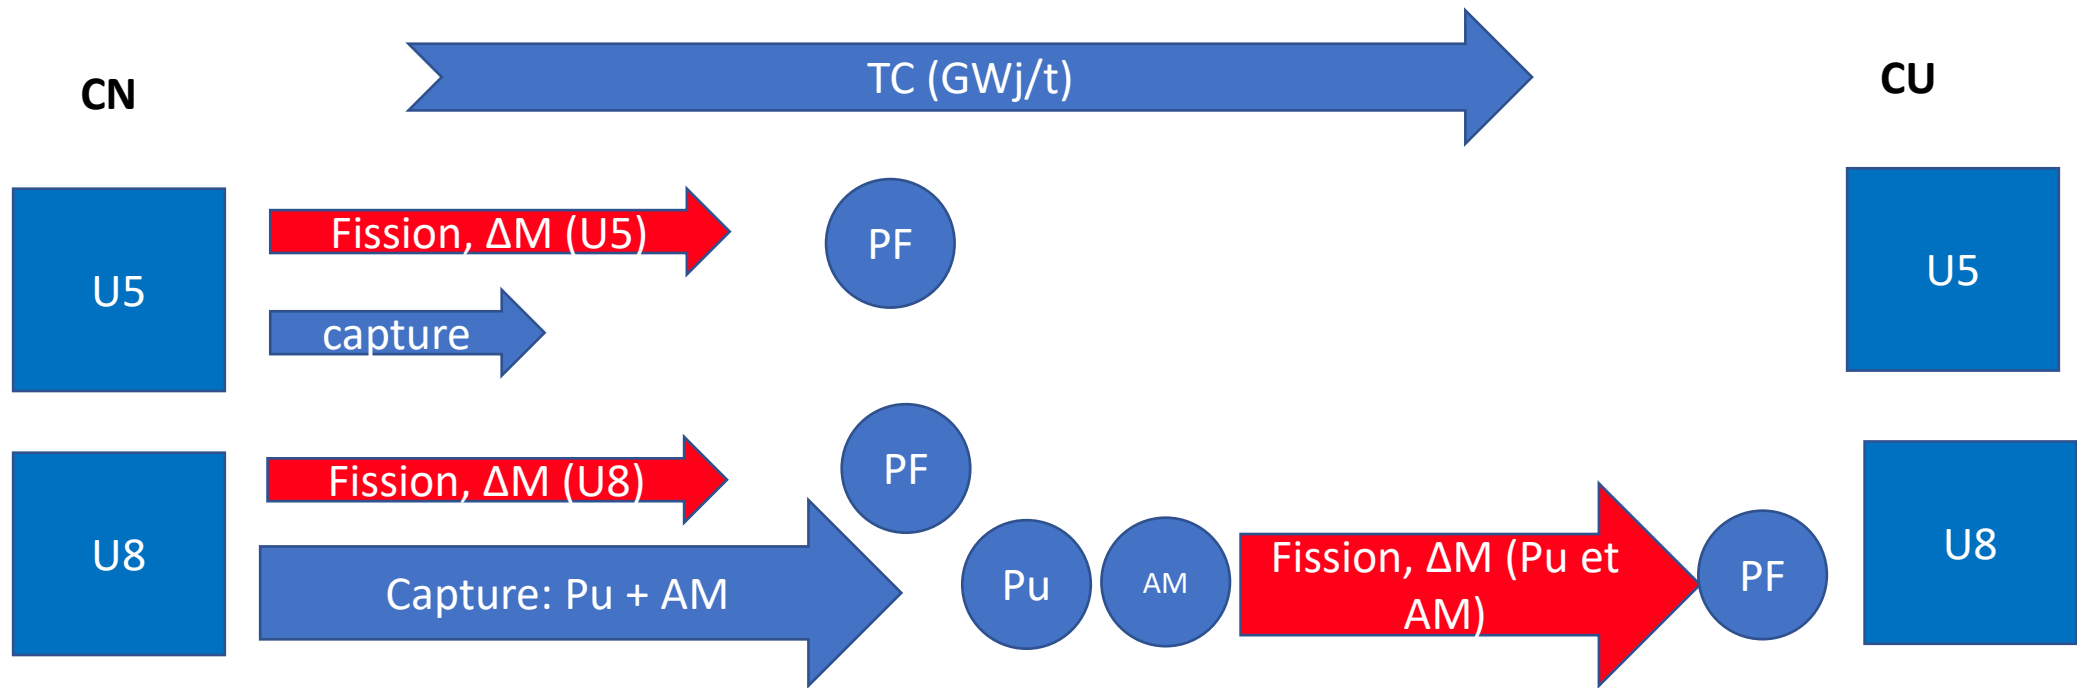 TC (GWj/t)
CN
CU
Fission, ΔM (U5)
PF
U5
U5
capture
Fission, ΔM (U8)
PF
U8
Capture: Pu + AM
Pu
AM
Fission, ΔM (Pu et
AM)
PF
U8